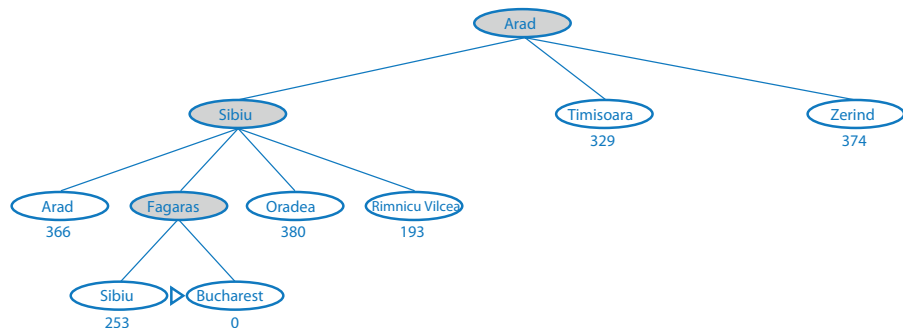 Arad
Sibiu Timisoara Zerind
329 374
Arad Fagaras Oradea Rimnicu Vilcea
366 380 193
Sibiu Bucharest
253 0